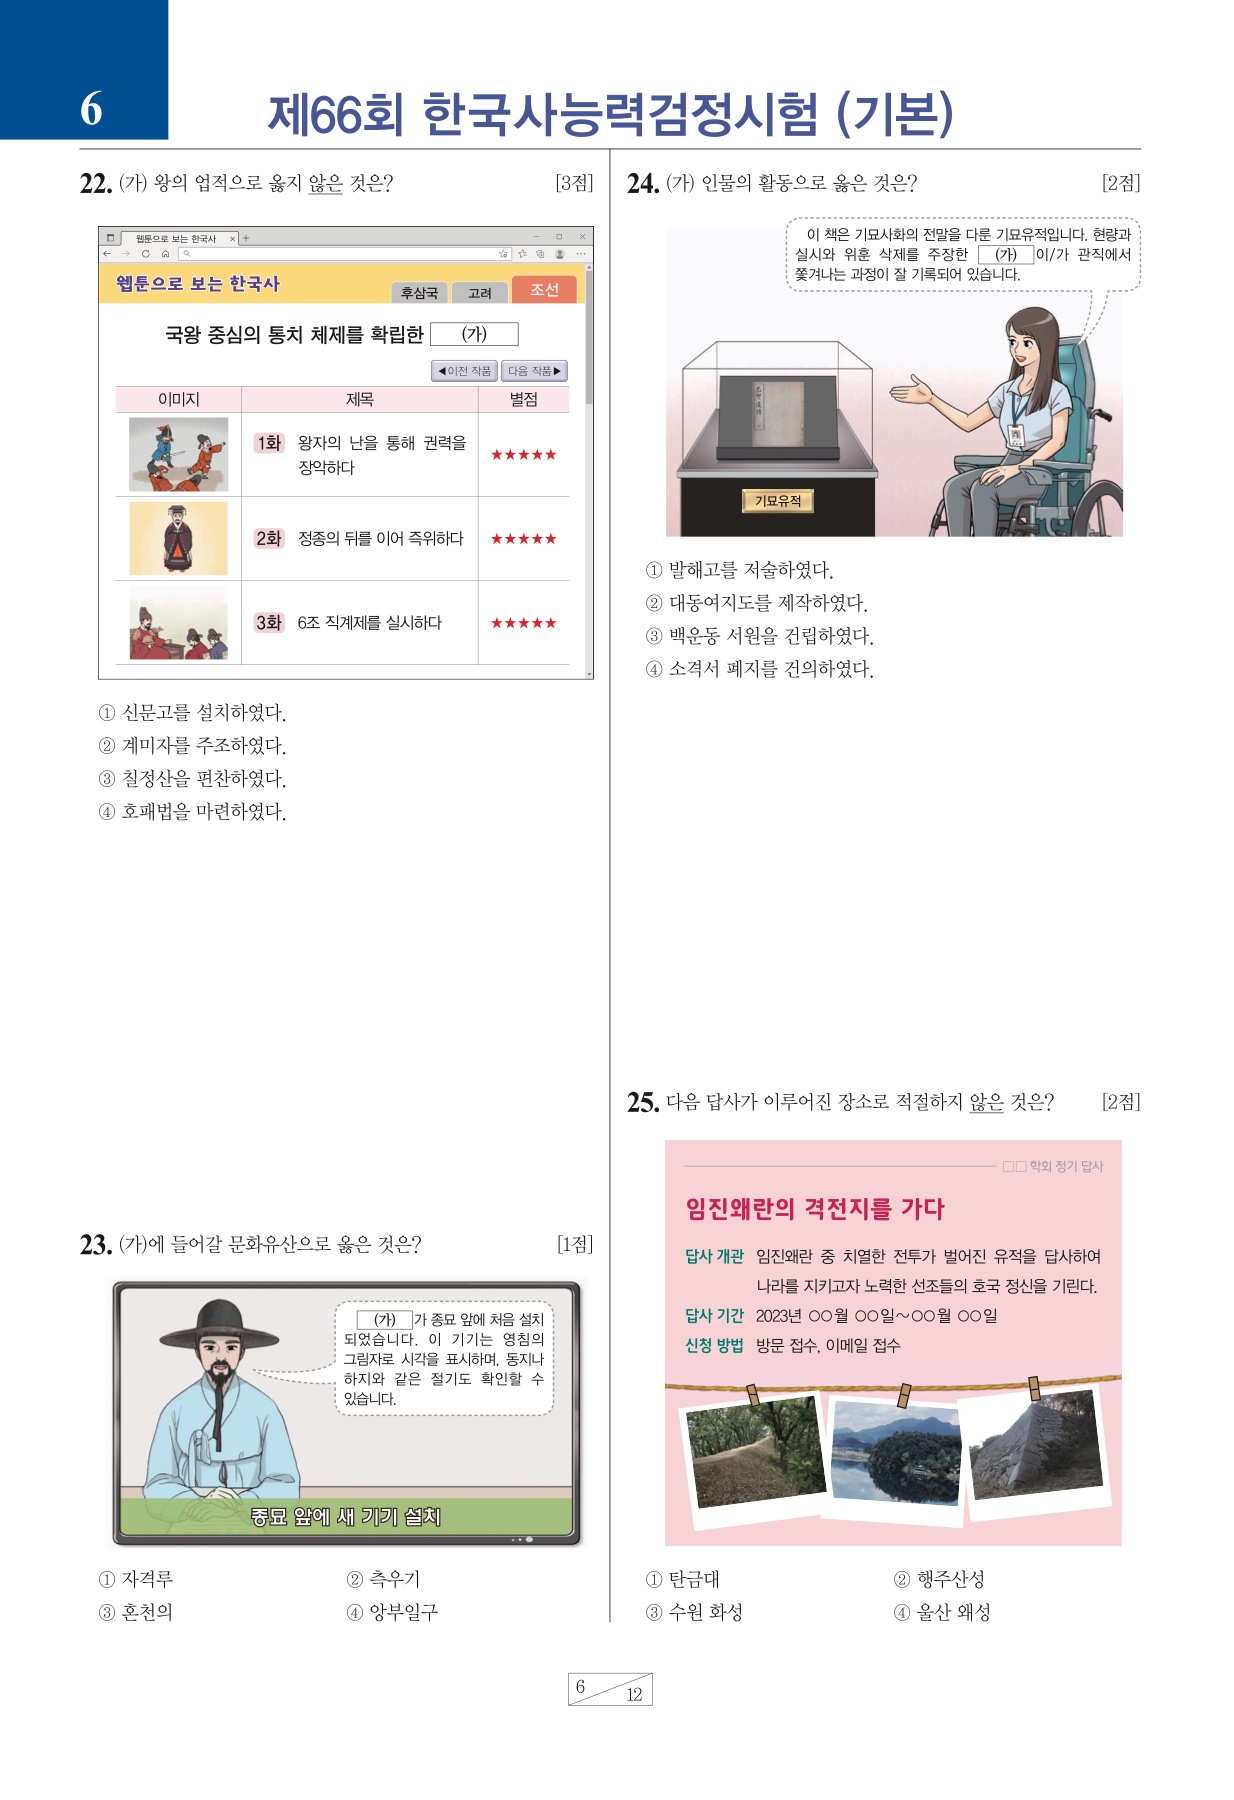 6
제66회 한국사능력검정시험 (기본)
22. (가) 왕의 업적으로 옳지 않은 것은? [3점]
웹툰으로 보는 한국사
웹툰으로 보는 한국사
후삼국 고려 조선
국왕 중심의 통치 체제를 확립한 (가)
◀이전 작품 다음 작품▶
이미지 제목 별점
1화 왕자의 난을 통해 권력을
장악하다
★★★★★
2화 정종의 뒤를 이어 즉위하다 ★★★★★
3화 6조 직계제를 실시하다 ★★★★★
① 신문고를 설치하였다.
② 계미자를 주조하였다.
③ 칠정산을 편찬하였다.
④ 호패법을 마련하였다.
23. (가)에 들어갈 문화유산으로 옳은 것은? [1점]
(가) 가 종묘 앞에 처음 설치
되었습니다. 이 기기는 영침의
그림자로 시각을 표시하며, 동지나
하지와 같은 절기도 확인할 수
있습니다.
종묘 앞에 새 기기 설치
① 자격루 ② 측우기
③ 혼천의 ④ 앙부일구
24. (가) 인물의 활동으로 옳은 것은? [2점]
이 책은 기묘사화의 전말을 다룬 기묘유적입니다. 현량과
실시와 위훈 삭제를 주장한 (가) 이/가 관직에서
쫓겨나는 과정이 잘 기록되어 있습니다.
기묘유적
① 발해고를 저술하였다.
② 대동여지도를 제작하였다.
③ 백운동 서원을 건립하였다.
④ 소격서 폐지를 건의하였다.
25. 다음 답사가 이루어진 장소로 적절하지 않은 것은? [2점]
□□ 학회 정기 답사
임진왜란의 격전지를 가다
답사 개관 임진왜란 중 치열한 전투가 벌어진 유적을 답사하여
나라를 지키고자 노력한 선조들의 호국 정신을 기린다.
답사 기간 2023년 ○○월 ○○일~○○월 ○○일
신청 방법 방문 접수, 이메일 접수
① 탄금대 ② 행주산성
③ 수원 화성 ④ 울산 왜성
6
12